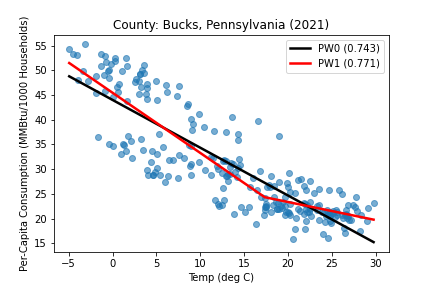 County: Bucks, Pennsylvania (2021)
PW0 (0.743)
PW1 (0.771)
Per-Capita Consumption (MMBtu/1000 Households)
55
50
45
40
35
30
25
20
15
−5 0 5 10 15 20 25 30
Temp (deg C)